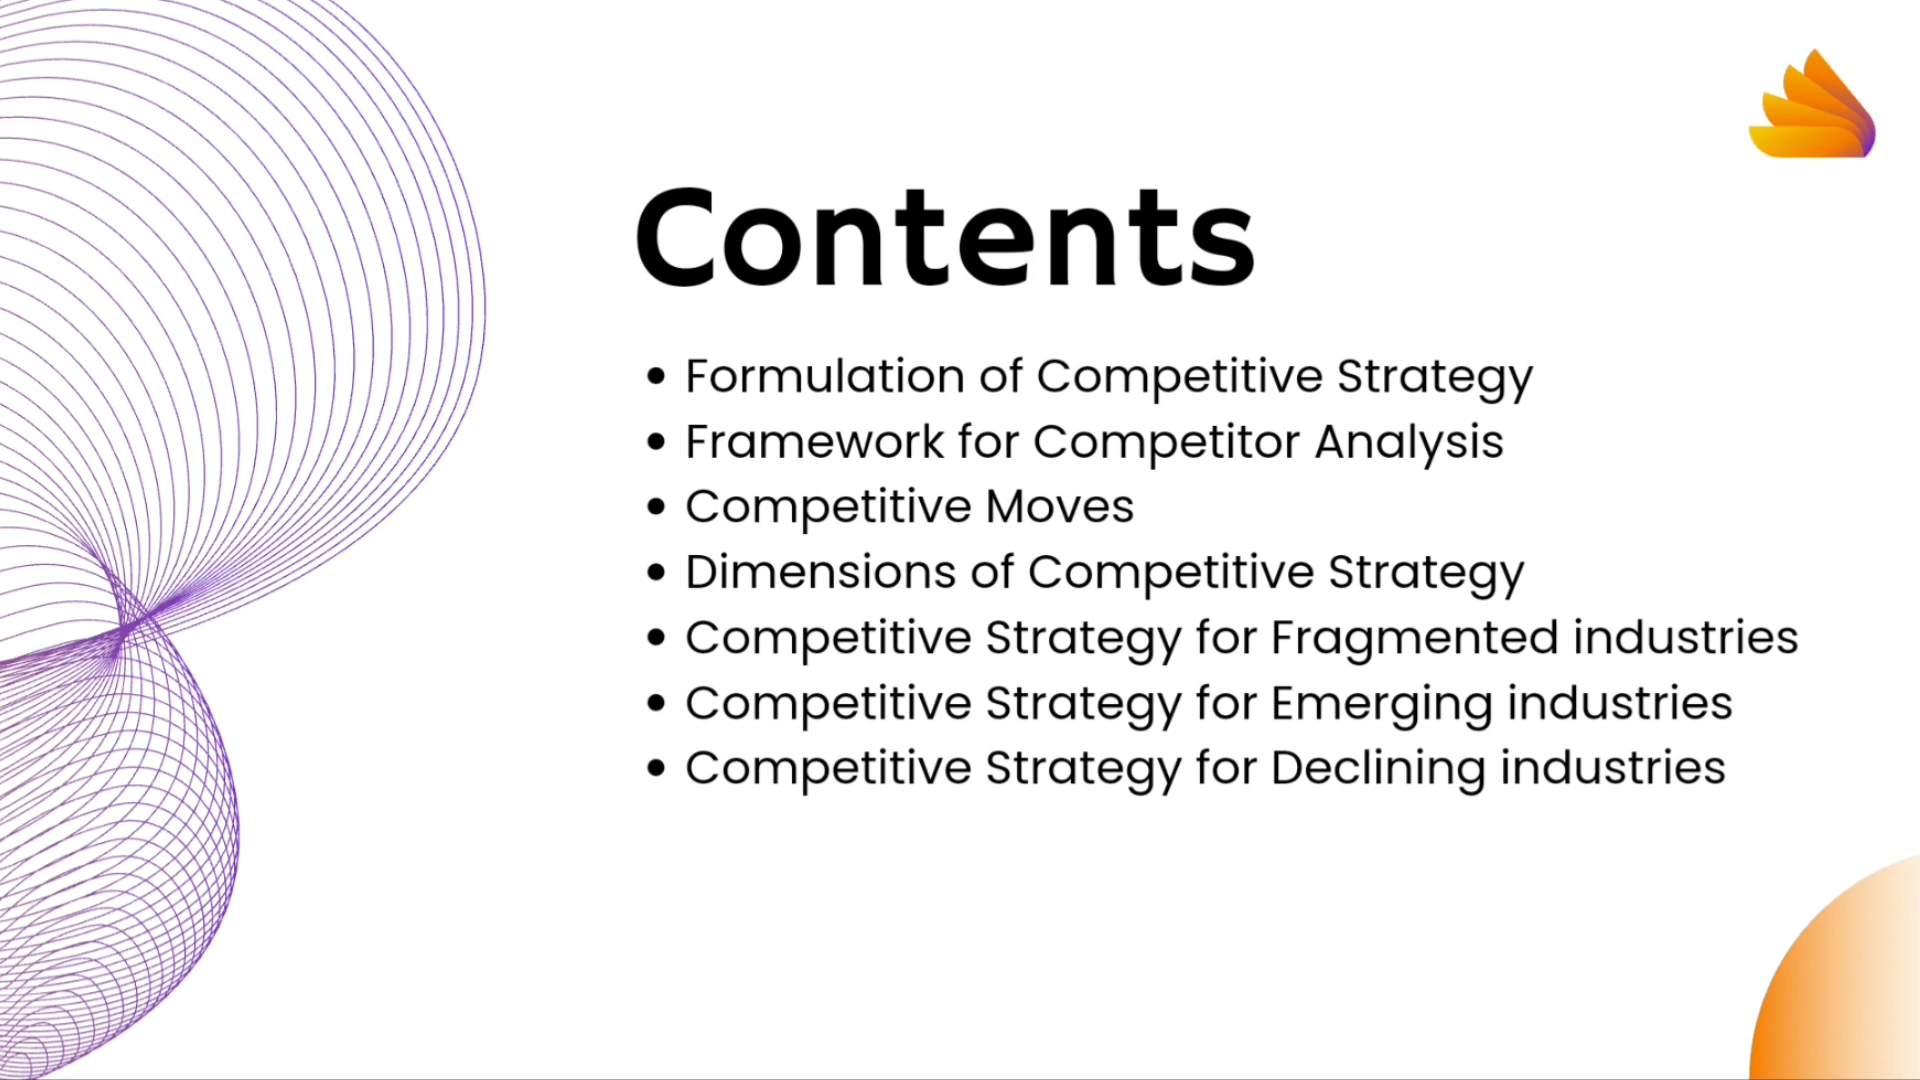 Contents
• Formulation of Competitive Strategy
• Framework for Competitor Analysis
• Competitive Moves
• Dimensions of Competitive Strategy
• Competitive Strategy for Fragmented industries
• Competitive Strategy for Emerging industries
• Competitive Strategy for Declining industries